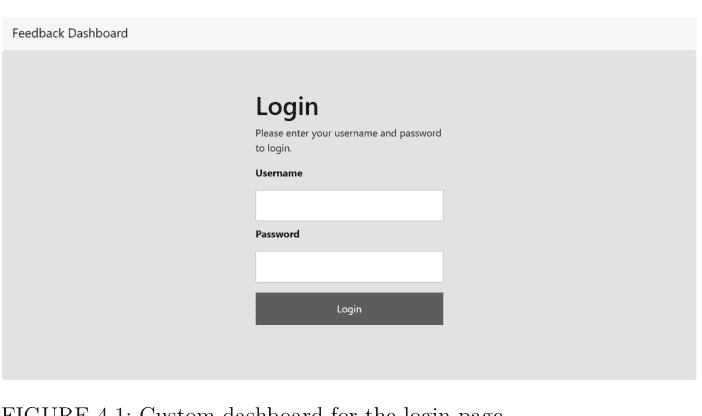 Feedback Dashboard
Login
Please enter your username and password
to login.
Username
Password
Login
FIGURE 4.1: Custom dashboard for the login page